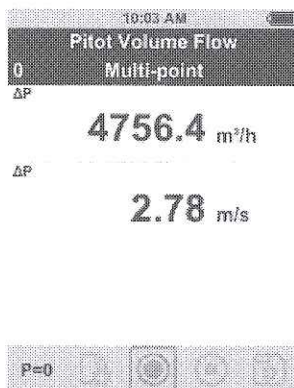 10:03 AM
Pitot Volume Flow
0 Multi-point
ΔP
4756.4 m³/h
ΔP
2.78 m/s
P=0